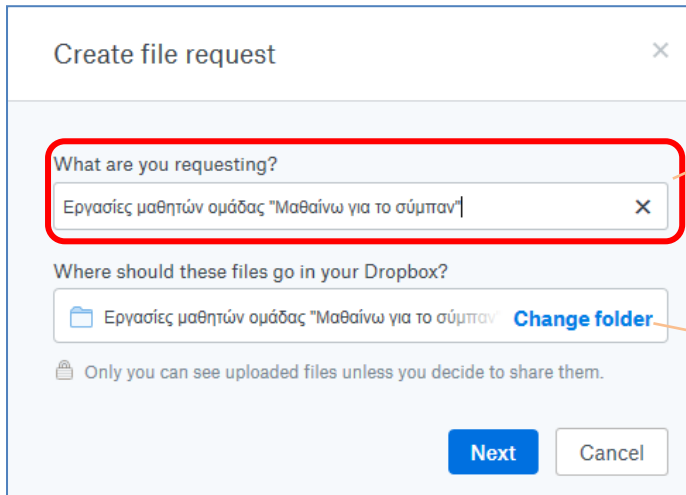 Create file request
What are you requesting?
Εργασίες μαθητών ομάδας "Μαθαίνω για το σύμπαν"
Where should these files go in your Dropbox?
Εργασίες μαθητών ομάδας "Μαθαίνω για το σύμπαν" Change folder
Only you can see uploaded files unless you decide to share them.
Next Cancel